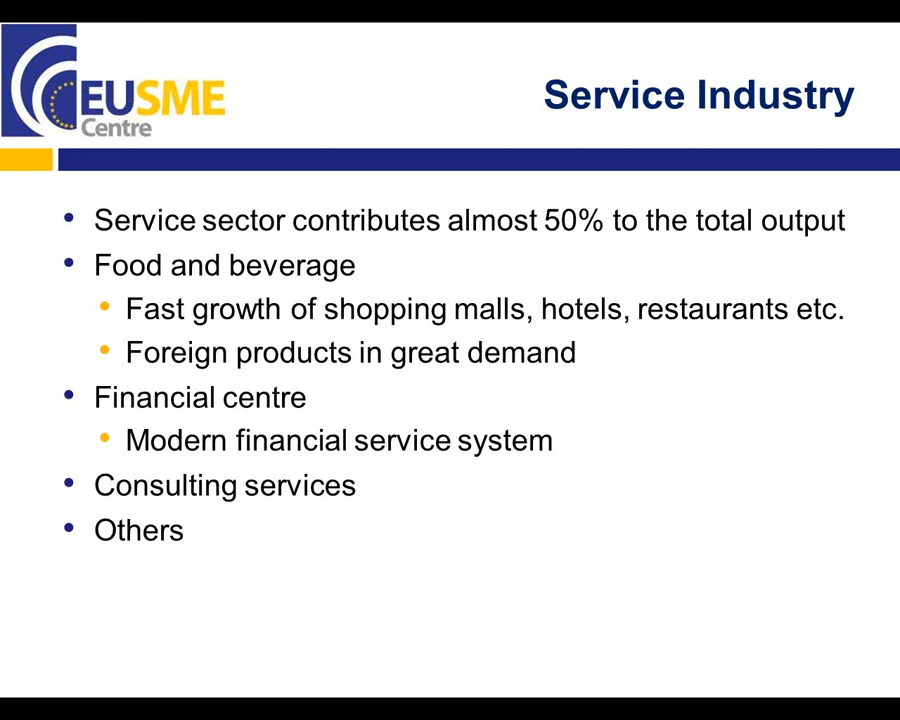 EUSME
Centre
Service Industry
• Service sector contributes almost 50% to the total output
• Food and beverage
• Fast growth of shopping malls, hotels, restaurants etc.
• Foreign products in great demand
• Financial centre
• Modern financial service system
• Consulting services
• Others